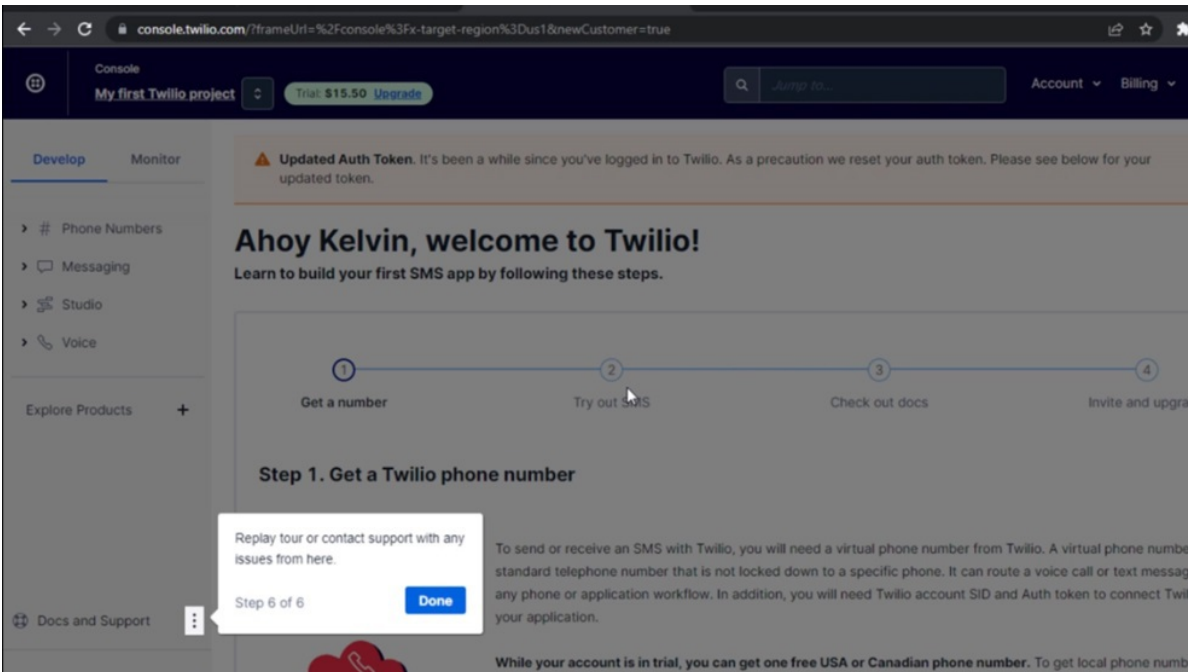 console.twilio.com/?frameUrl=%2Fconsole%3Fx-target-region%3Dus1&newCustomer=true
Console
My first Twilio project
Trial: $15.50 Upgrade
Jump to...
Account
Billing
Develop
Monitor
Updated Auth Token. It's been a while since you've logged in to Twilio. As a precaution we reset your auth token. Please see below for your
updated token.
# Phone Numbers
Messaging
Studio
Voice
Explore Products +
Ahoy Kelvin, welcome to Twilio!
Learn to build your first SMS app by following these steps.
1
2
3
4
Get a number
Try out SMS
Check out docs
Invite and upgra
Step 1. Get a Twilio phone number
Replay tour or contact support with any
issues from here.
Step 6 of 6
Done
Docs and Support
To send or receive an SMS with Twilio, you will need a virtual phone number from Twilio. A virtual phone numbe
standard telephone number that is not locked down to a specific phone. It can route a voice call or text messag
any phone or application workflow. In addition, you will need Twilio account SID and Auth token to connect Twil
your application.
While your account is in trial, you can get one free USA or Canadian phone number. To get local phone numb